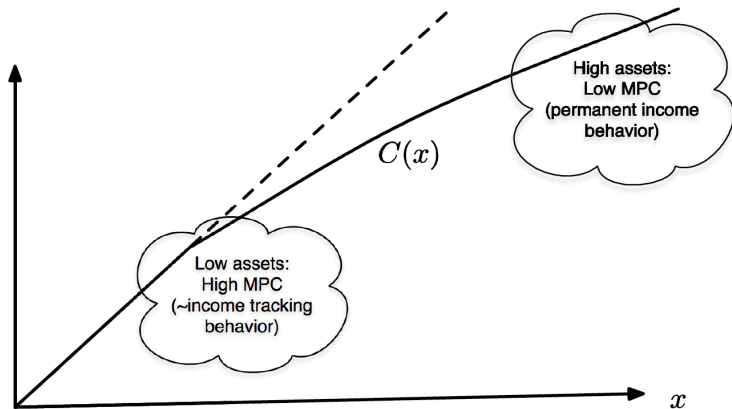 High assets:
Low MPC
(permanent income
behavior)
C(x)
Low assets:
High MPC
(~income tracking
behavior)
x